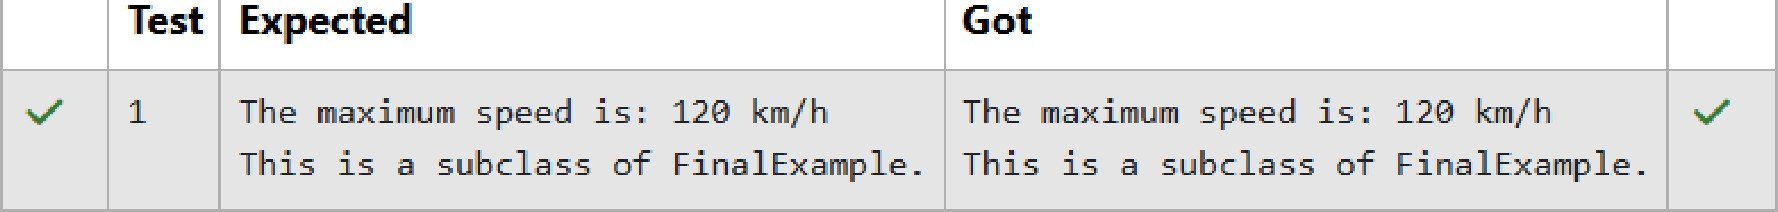 Test Expected Got
1 The maximum speed is: 120 km/h The maximum speed is: 120 km/h
This is a subclass of FinalExample. This is a subclass of FinalExample.